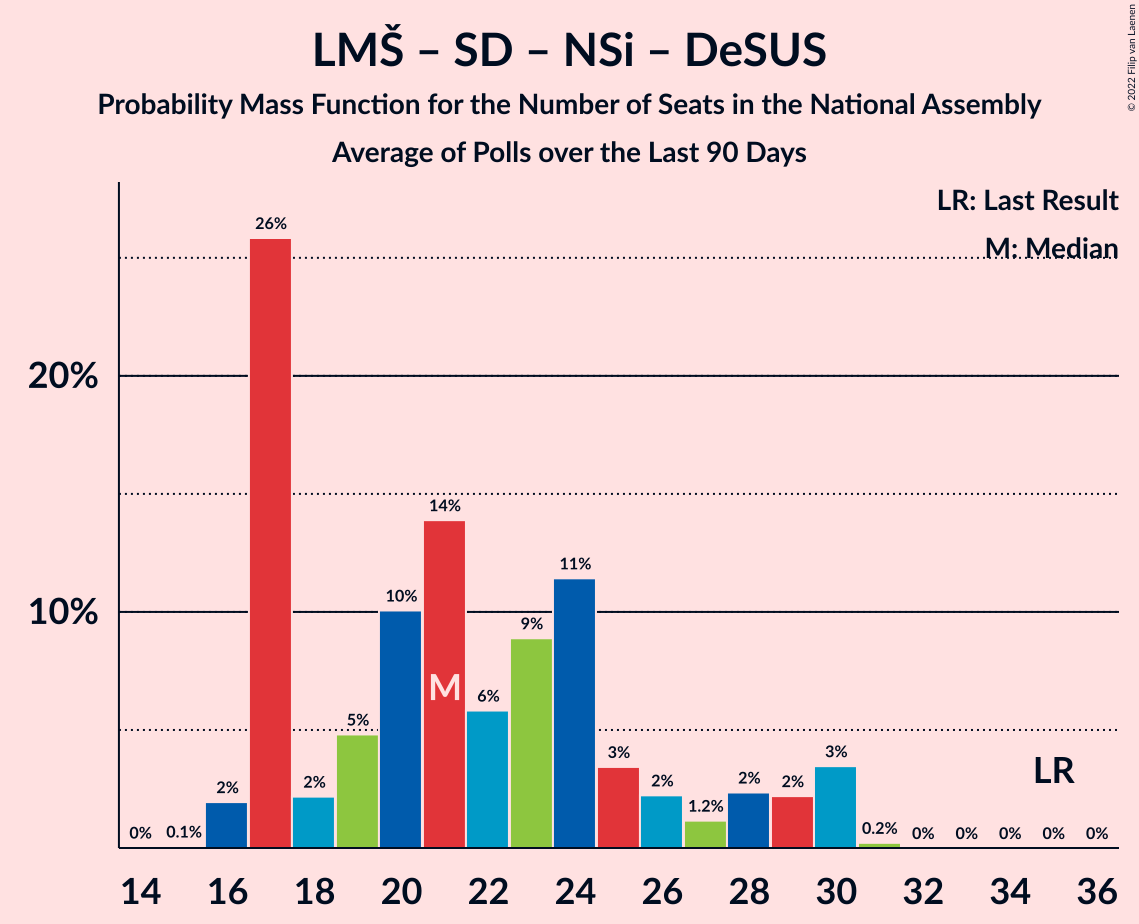 LMŠ – SD – NSi – DeSUS
Probability Mass Function for the Number of Seats in the National Assembly
Average of Polls over the Last 90 Days
© 2022 Filip van Laenen
LR: Last Result
M: Median
20%
10%
0%
0.1%
2%
26%
2%
5%
10%
14%
6%
9%
11%
3%
2%
1.2%
2%
2%
3%
0.2%
0%
0%
0%
0%
0%
M
LR
14 16 18 20 22 24 26 28 30 32 34 36